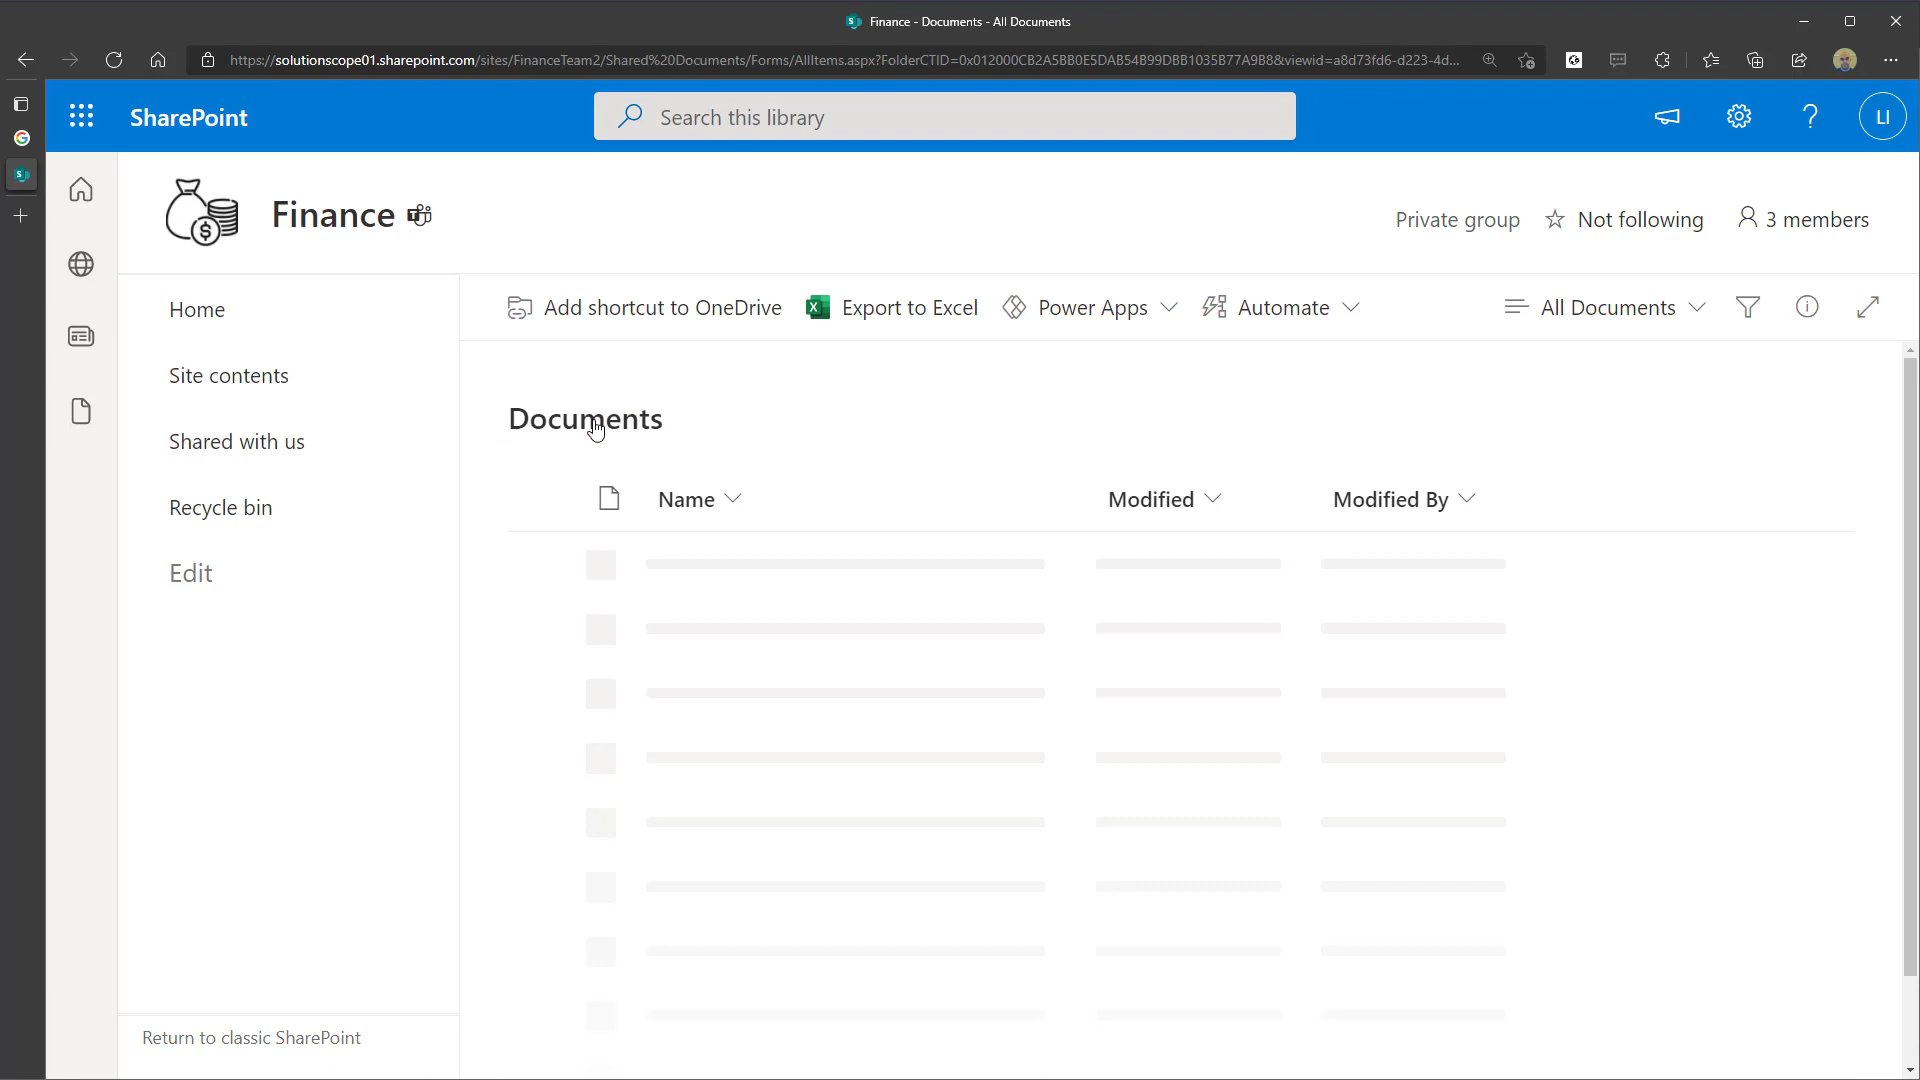 Finance - Documents - All Documents
https://solutionscope01.sharepoint.com/sites/FinanceTeam2/Shared%20Documents/Forms/AllItems.aspx?FolderCTID=0x012000CB2A5BB0E5DAB54B99DBB1035B77A9B8&viewid=a8d73fd6-d223-4d...
SharePoint
Search this library
LI
Finance
Private group
Not following
3 members
Home
Site contents
Shared with us
Recycle bin
Edit
Return to classic SharePoint
Add shortcut to OneDrive
Export to Excel
Power Apps
Automate
All Documents
Documents
Name
Modified
Modified By